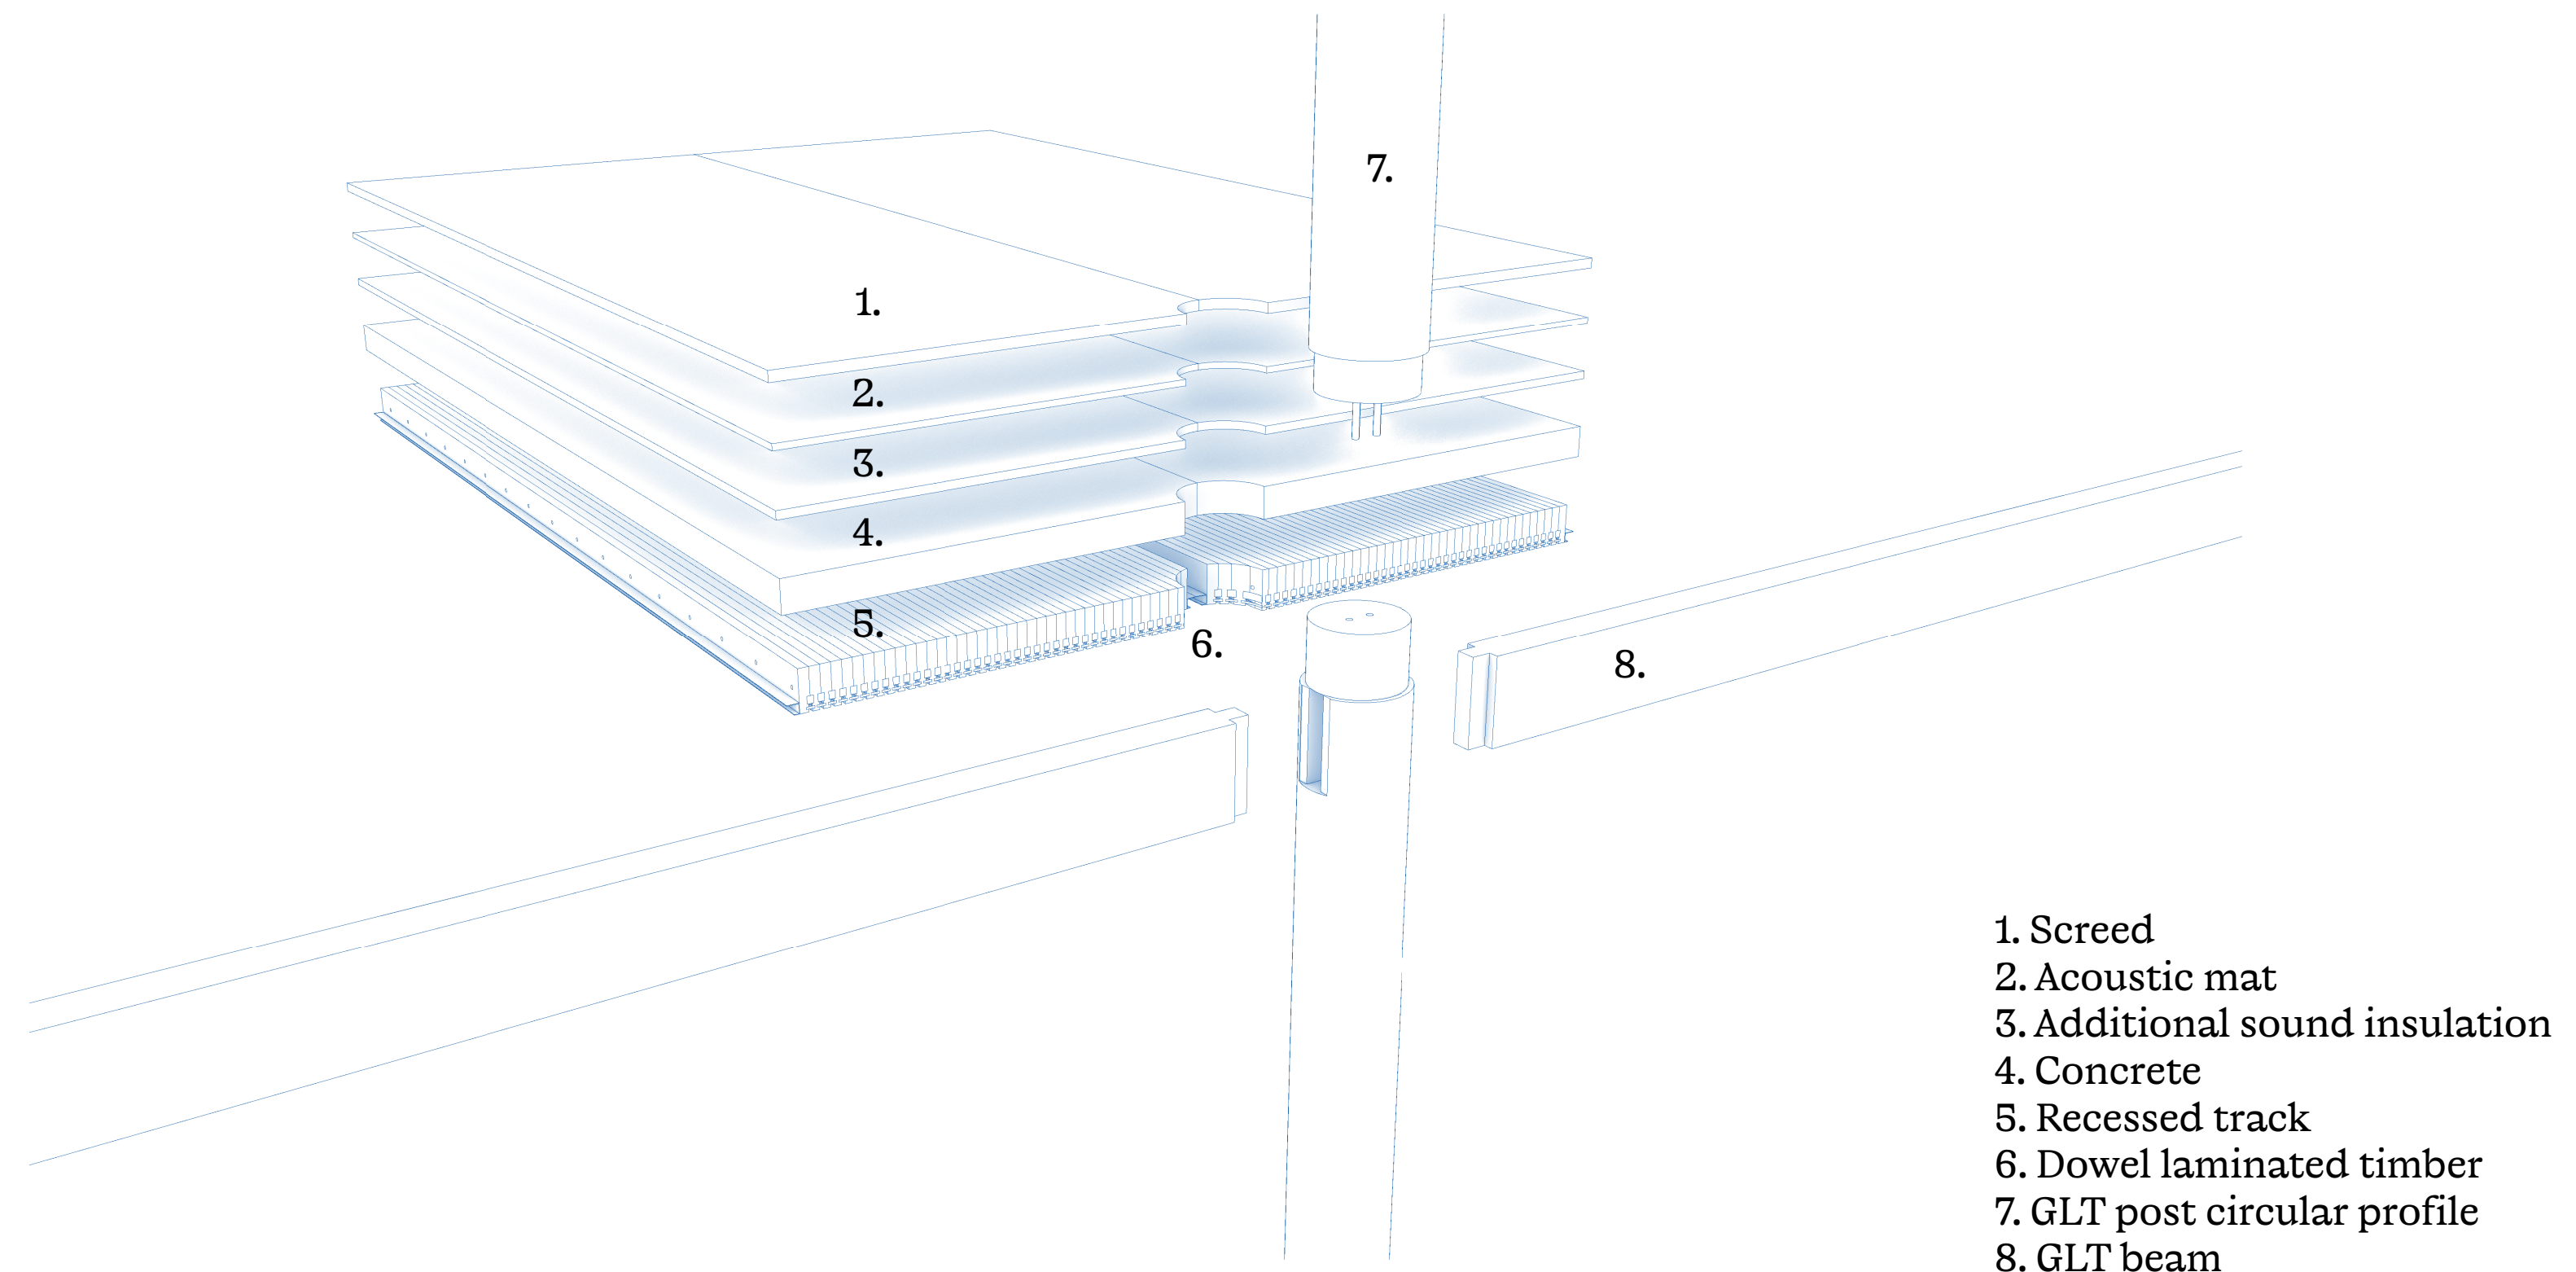 7.
1.
2.
3.
4.
5.
6.
8.
1. Screed
2. Acoustic mat
3. Additional sound insulation
4. Concrete
5. Recessed track
6. Dowel laminated timber
7. GLT post circular profile
8. GLT beam